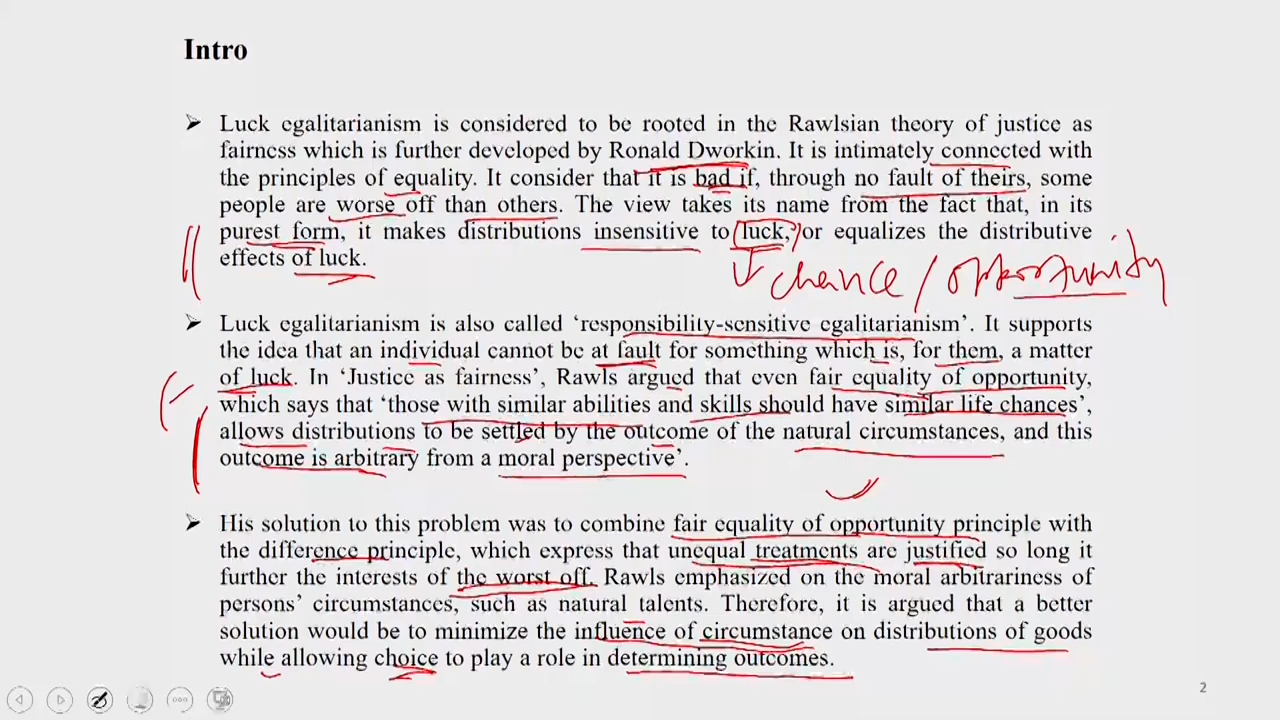 Intro
➢ Luck egalitarianism is considered to be rooted in the Rawlsian theory of justice as
fairness which is further developed by Ronald Dworkin. It is intimately connected with
the principles of equality. It consider that it is bad if, through no fault of theirs, some
people are worse off than others. The view takes its name from the fact that, in its
purest form, it makes distributions insensitive to luck, or equalizes the distributive
effects of luck.
chance / opportunity
➢ Luck egalitarianism is also called ‘responsibility-sensitive egalitarianism’. It supports
the idea that an individual cannot be at fault for something which is, for them, a matter
of luck. In ‘Justice as fairness’, Rawls argued that even fair equality of opportunity,
which says that ‘those with similar abilities and skills should have similar life chances’,
allows distributions to be settled by the outcome of the natural circumstances, and this
outcome is arbitrary from a moral perspective’.
➢ His solution to this problem was to combine fair equality of opportunity principle with
the difference principle, which express that unequal treatments are justified so long it
further the interests of the worst off. Rawls emphasized on the moral arbitrariness of
persons’ circumstances, such as natural talents. Therefore, it is argued that a better
solution would be to minimize the influence of circumstance on distributions of goods
while allowing choice to play a role in determining outcomes.
2